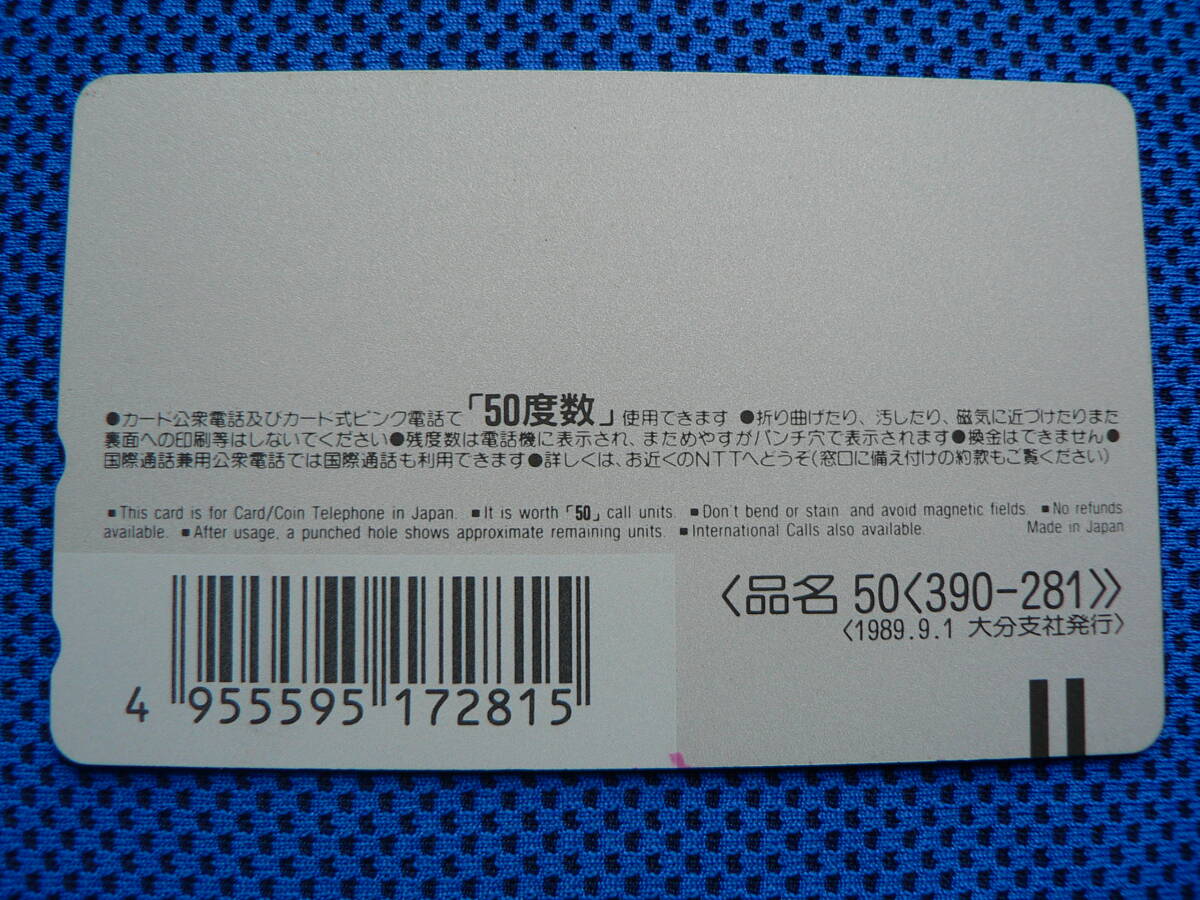 ●カード公衆電話及びカード式ピンク電話で「50度数」使用できます ●折り曲げたり、汚したり、磁気に近づけたりまた
裏面への印刷等はしないでください●残度数は電話機に表示され、まためやすがパンチ穴で表示されます●換金はできません●
国際通話兼用公衆電話では国際通話も利用できます●詳しくは、お近くのNTTへどうぞ(窓口に備え付けの約款もご覧ください)
■This card is for Card/Coin Telephone in Japan. ■It is worth「50」call units. ■Don't bend or stain and avoid magnetic fields. ■No refunds
available. ■After usage, a punched hole shows approximate remaining units. ■International Calls also available. Made in Japan
〈品名 50〈390-281〉〉
〈1989.9.1 大分支社発行〉
4 955595 172815